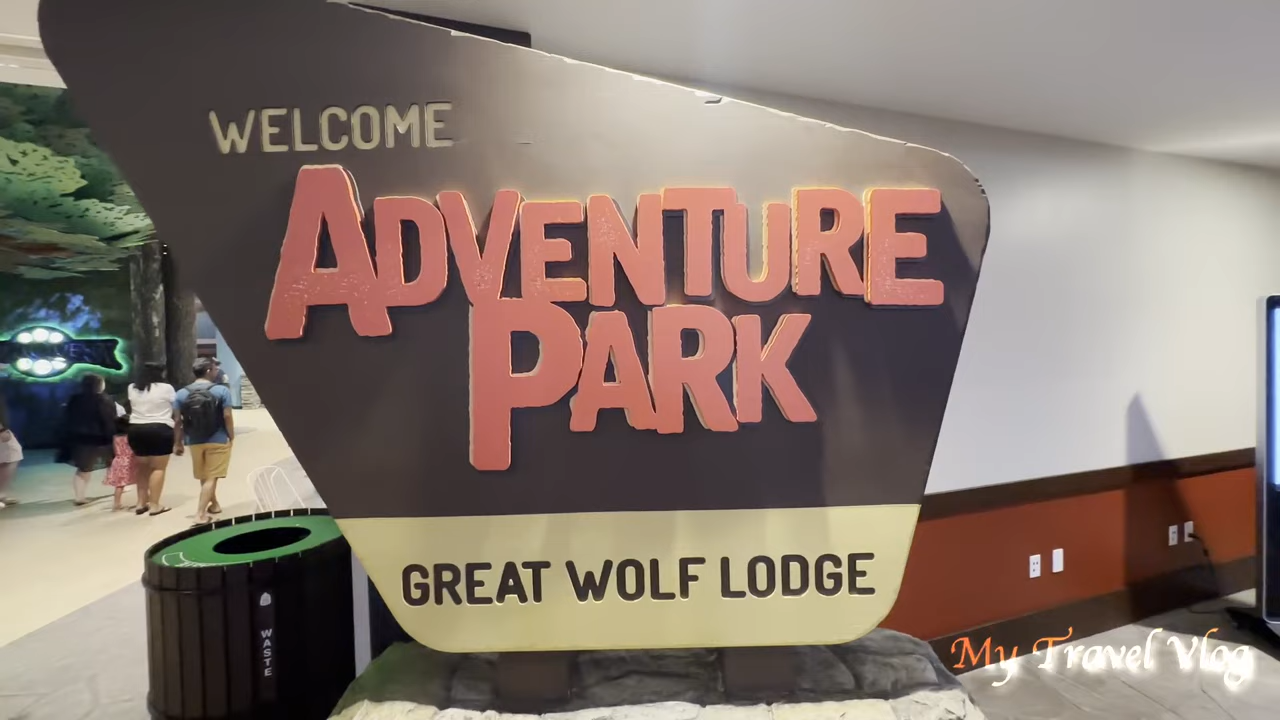 WELCOME
ADVENTURE
PARK
GREAT WOLF LODGE
WASTE
My Travel Vlog